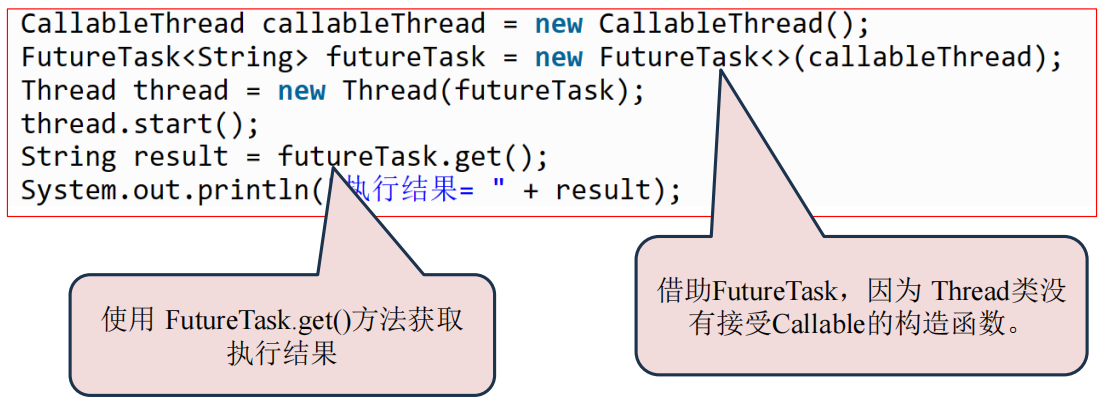 CallableThread callableThread = new CallableThread();
FutureTask<String> futureTask = new FutureTask<>(callableThread);
Thread thread = new Thread(futureTask);
thread.start();
String result = futureTask.get();
System.out.println(执行结果= " + result);
使用 FutureTask.get()方法获取
执行结果
借助FutureTask，因为 Thread类没
有接受Callable的构造函数。